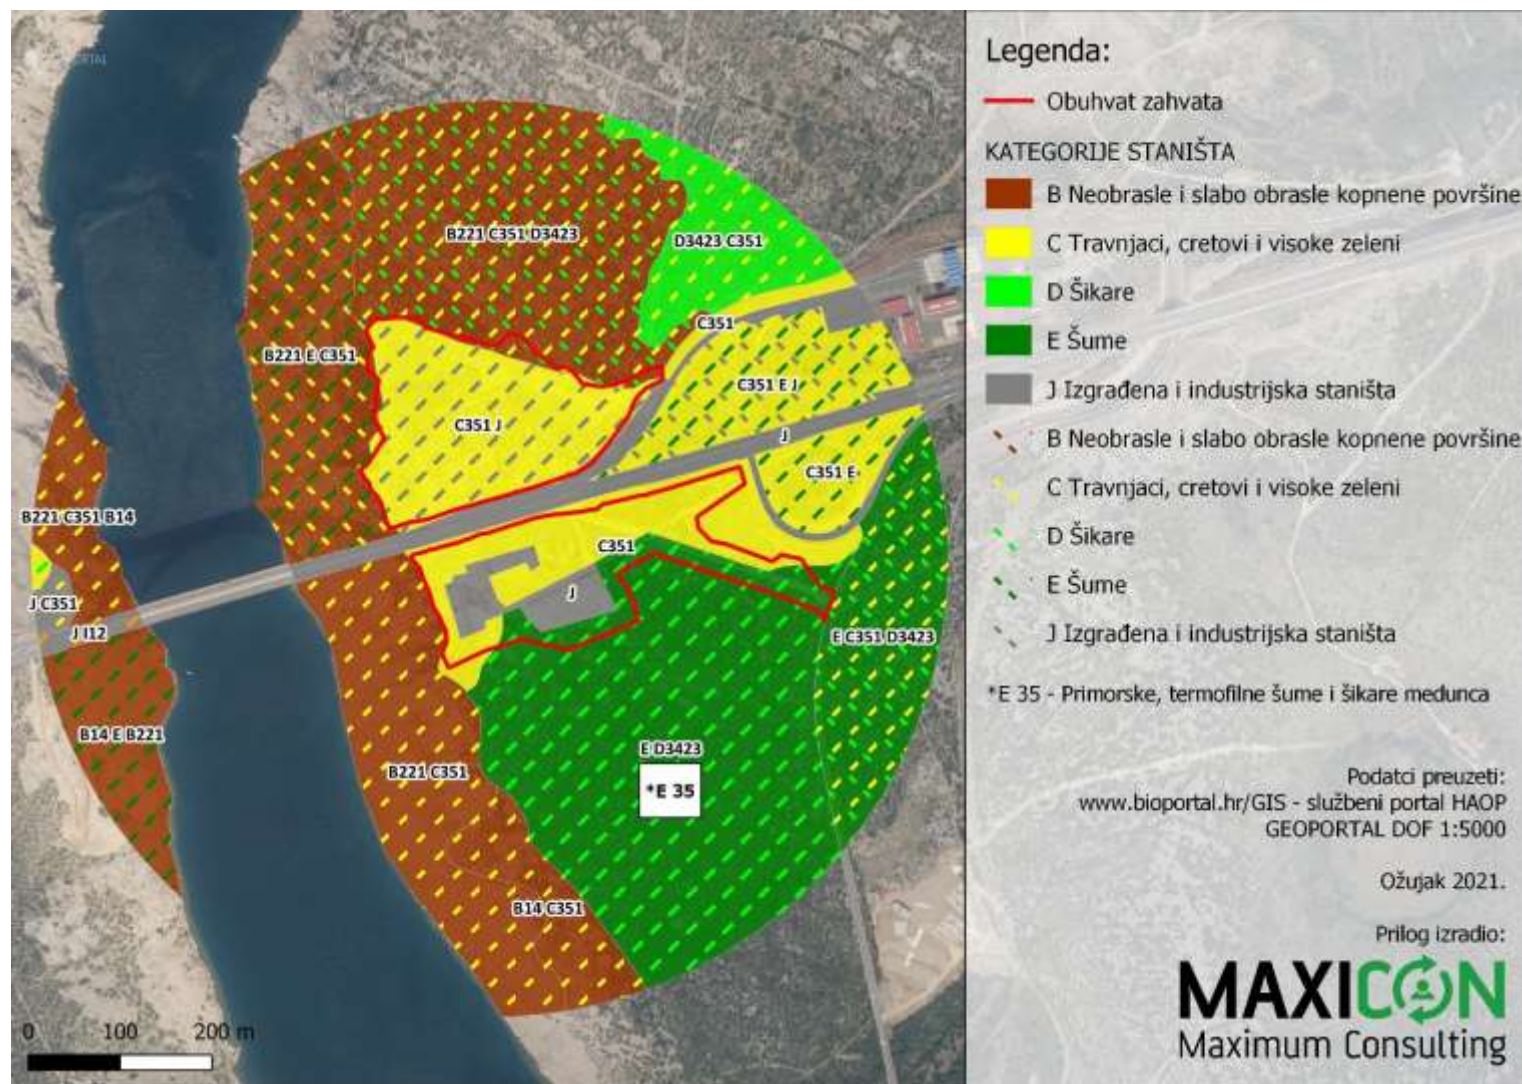 B221 C351 D3423
D3423 C351
C351
B221 E C351
C351 E J
C351 J
J
C351 E
B221 C351 B14
C351
J
J C351
J I12
E C351 D3423
B14 E B221
E D3423
B221 C351
*E 35
B14 C351
0 100 200 m
Legenda:
Obuhvat zahvata
KATEGORIJE STANIŠTA
B Neobrasle i slabo obrasle kopnene površine
C Travnjaci, cretovi i visoke zeleni
D Šikare
E Šume
J Izgrađena i industrijska staništa
B Neobrasle i slabo obrasle kopnene površine
C Travnjaci, cretovi i visoke zeleni
D Šikare
E Šume
J Izgrađena i industrijska staništa
*E 35 - Primorske, termofilne šume i šikare medunca
Podatci preuzeti:
www.bioportal.hr/GIS - službeni portal HAOP
GEOPORTAL DOF 1:5000
Ožujak 2021.
Prilog izradio:
MAXICON
Maximum Consulting